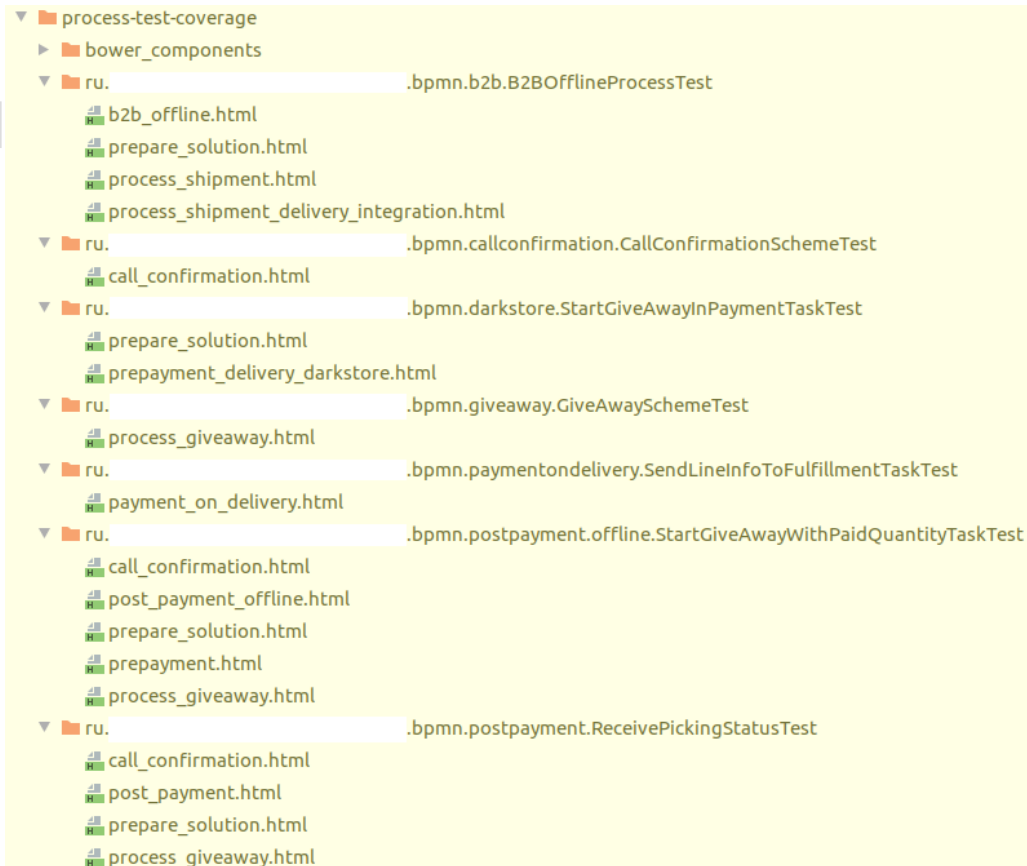 process-test-coverage
bower_components
ru. .bpmn.b2b.B2BOfflineProcessTest
b2b_offline.html
prepare_solution.html
process_shipment.html
process_shipment_delivery_integration.html
ru. .bpmn.callconfirmation.CallConfirmationSchemeTest
call_confirmation.html
ru. .bpmn.darkstore.StartGiveAwayInPaymentTaskTest
prepare_solution.html
prepayment_delivery_darkstore.html
ru. .bpmn.giveaway.GiveAwaySchemeTest
process_giveaway.html
ru. .bpmn.paymentondelivery.SendLineInfoToFulfillmentTaskTest
payment_on_delivery.html
ru. .bpmn.postpayment.offline.StartGiveAwayWithPaidQuantityTaskTest
call_confirmation.html
post_payment_offline.html
prepare_solution.html
prepayment.html
process_giveaway.html
ru. .bpmn.postpayment.ReceivePickingStatusTest
call_confirmation.html
post_payment.html
prepare_solution.html
process_giveaway.html